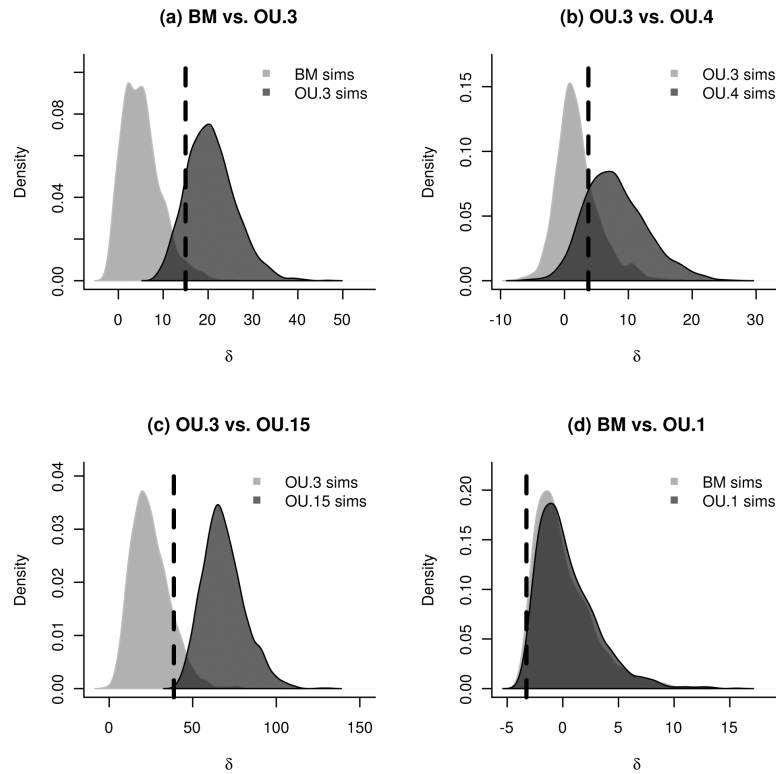 (a) BM vs. OU.3
Density
0.00 0.04 0.08
0 10 20 30 40 50
δ
BM sims
OU.3 sims
(b) OU.3 vs. OU.4
Density
0.00 0.05 0.10 0.15
-10 0 10 20 30
δ
OU.3 sims
OU.4 sims
(c) OU.3 vs. OU.15
Density
0.00 0.01 0.02 0.03 0.04
0 50 100 150
δ
OU.3 sims
OU.15 sims
(d) BM vs. OU.1
Density
0.00 0.05 0.10 0.15 0.20
-5 0 5 10 15
δ
BM sims
OU.1 sims